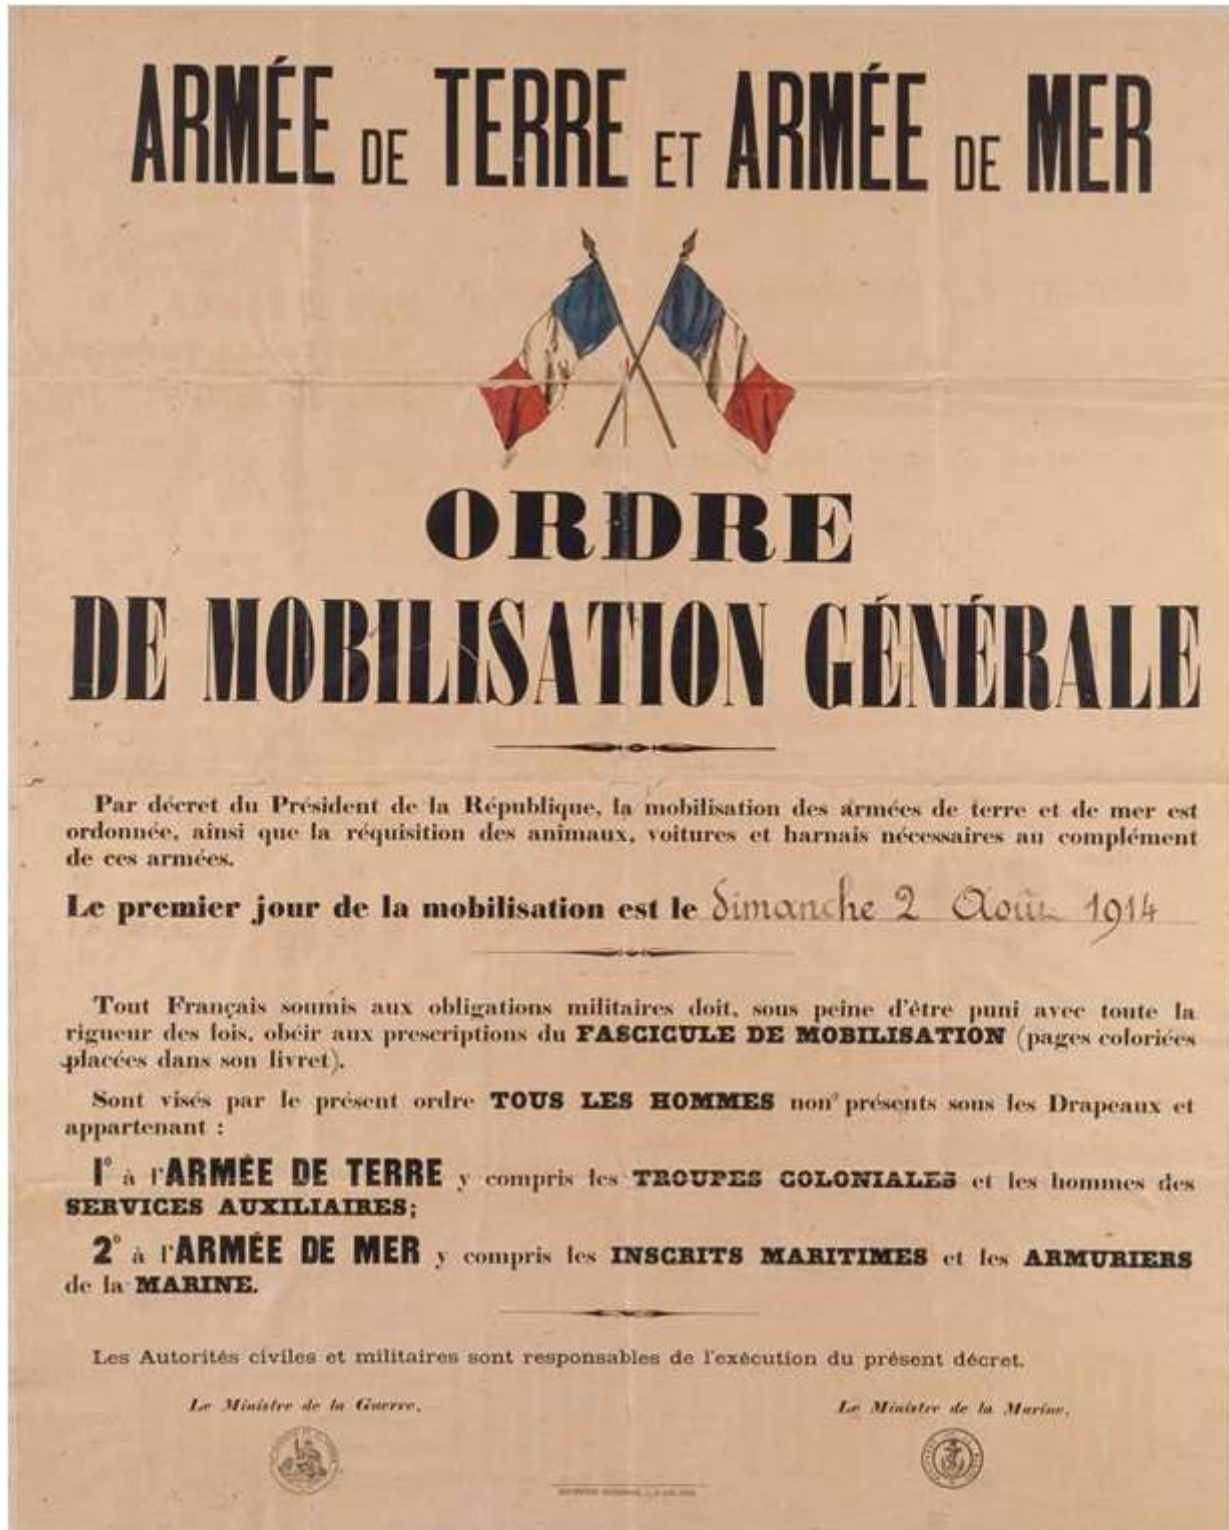 ARMÉE DE TERRE ET ARMÉE DE MER
ORDRE
DE MOBILISATION GÉNÉRALE
Par décret du Président de la République, la mobilisation des armées de terre et de mer est
ordonnée, ainsi que la réquisition des animaux, voitures et harnais nécessaires au complément
de ces armées.
Le premier jour de la mobilisation est le dimanche 2 Août 1914
Tout Français soumis aux obligations militaires doit, sous peine d'être puni avec toute la
rigueur des lois, obéir aux prescriptions du FASCICULE DE MOBILISATION (pages coloriées
placées dans son livret).
Sont visés par le présent ordre TOUS LES HOMMES non présents sous les Drapeaux et
appartenant :
1° à l'ARMÉE DE TERRE y compris les TROUPES COLONIALES et les hommes des
SERVICES AUXILIAIRES;
2° à l'ARMÉE DE MER y compris les INSCRITS MARITIMES et les ARMURIERS
de la MARINE.
Les Autorités civiles et militaires sont responsables de l'exécution du présent décret.
Le Ministre de la Guerre,
Le Ministre de la Marine,